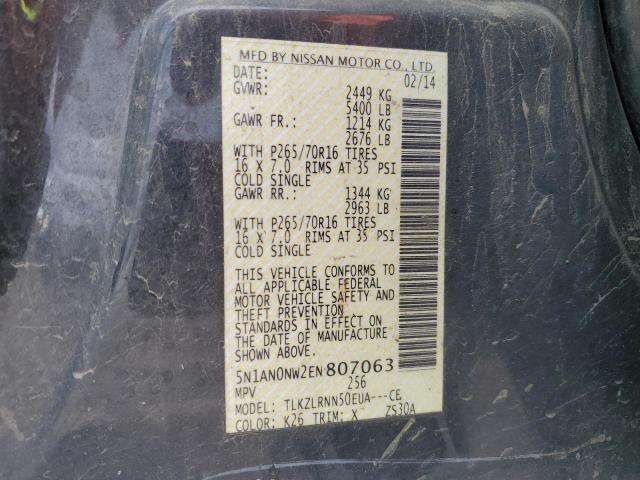 MFD BY NISSAN MOTOR CO., LTD.
DATE: 02/14
GVWR: 2449 KG
5400 LB
GAWR FR.: 1214 KG
2676 LB
WITH P265/70R16 TIRES
16 X 7.0 RIMS AT 35 PSI
COLD SINGLE
GAWR RR.: 1344 KG
2963 LB
WITH P265/70R16 TIRES
16 X 7.0 RIMS AT 35 PSI
COLD SINGLE
THIS VEHICLE CONFORMS TO
ALL APPLICABLE FEDERAL
MOTOR VEHICLE SAFETY AND
THEFT PREVENTION
STANDARDS IN EFFECT ON
THE DATE OF MANUFACTURE
SHOWN ABOVE.
5N1AN0NW2EN807063
256
MPV
MODEL: TLKZLRNN50EUA---CE
COLOR: K26 TRIM: X ZS30A